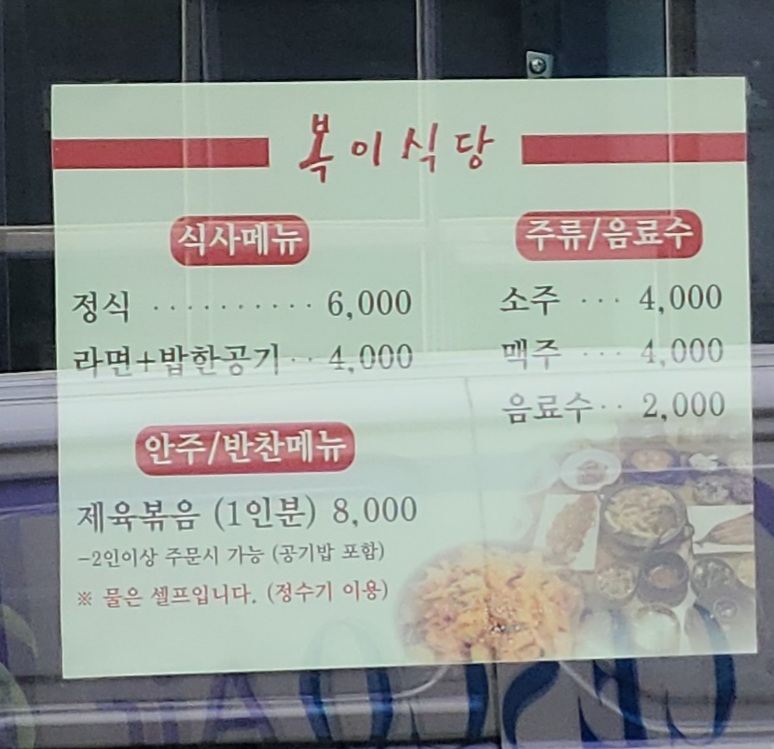 복이식당
식사메뉴
정식 ·········· 6,000
라면+밥한공기 ·· 4,000
주류/음료수
소주 ··· 4,000
맥주 ··· 4,000
음료수 ·· 2,000
안주/반찬메뉴
제육볶음 (1인분) 8,000
-2인이상 주문시 가능 (공기밥 포함)
※ 물은 셀프입니다. (정수기 이용)